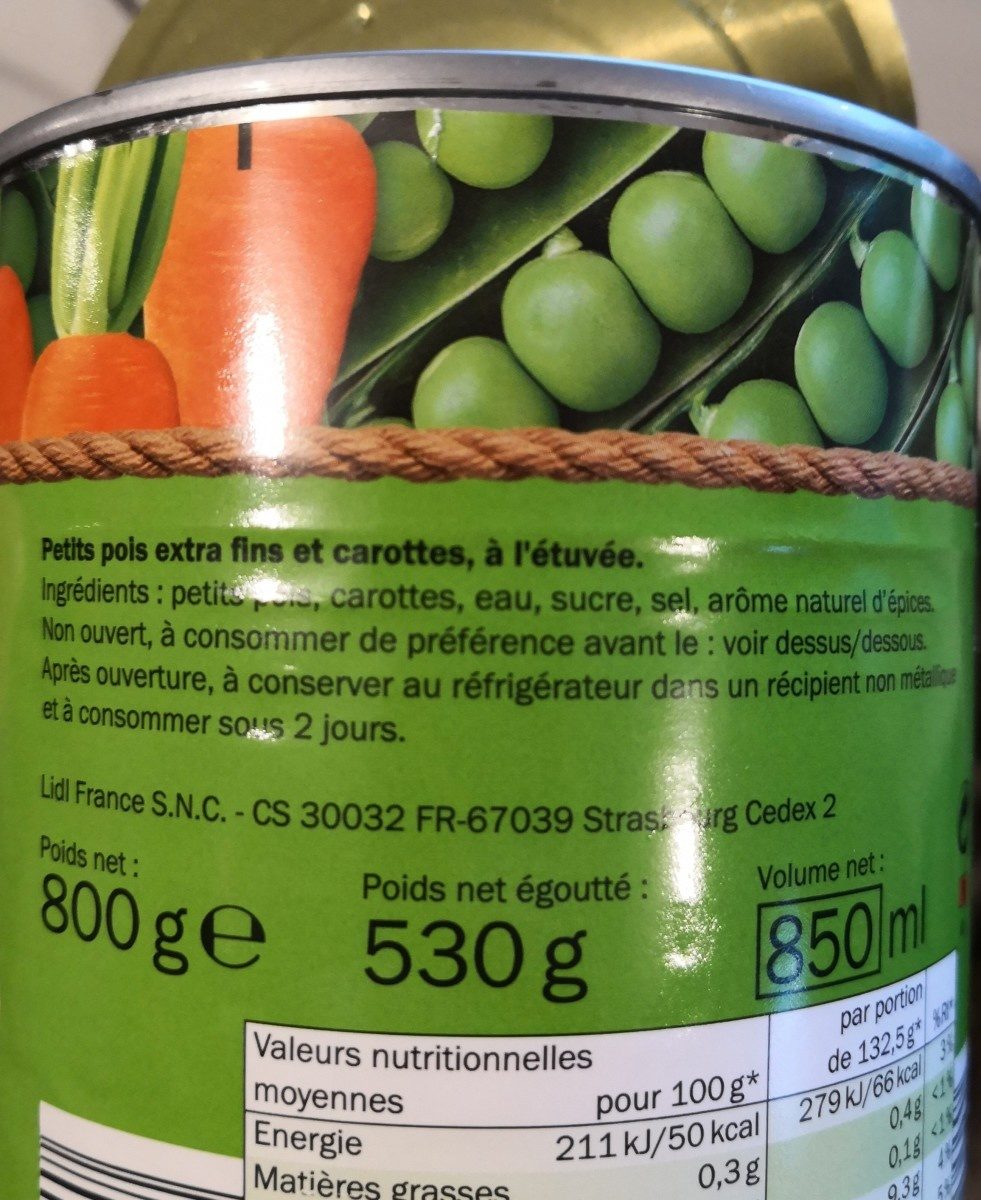 Petits pois extra fins et carottes, à l'étuvée.
Ingrédients : petits pois, carottes, eau, sucre, sel, arôme naturel d'épices.
Non ouvert, à consommer de préférence avant le : voir dessus/dessous.
Après ouverture, à conserver au réfrigérateur dans un récipient non métallique
et à consommer sous 2 jours.
Lidl France S.N.C. - CS 30032 FR-67039 Strasbourg Cedex 2
Poids net : Poids net égoutté : Volume net :
800 g e 530 g 850 ml
Valeurs nutritionnelles moyennes pour 100 g* par portion de 132,5 g*
Energie 211 kJ/50 kcal 279 kJ/66 kcal 3%
Matières grasses 0,3 g 0,4 g <1%
0,1 g <1%
9,3 g 4%